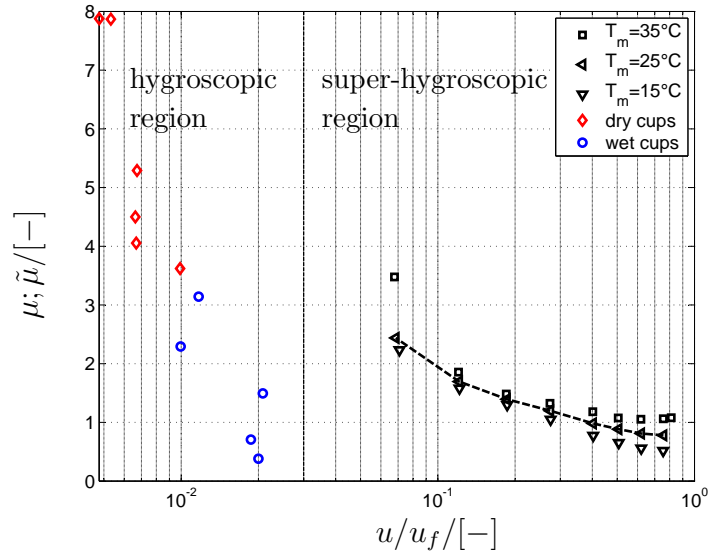 8
7
6
5
4
3
2
1
0
μ; μ̃/[−]
hygroscopic
region
super-hygroscopic
region
T_m=35°C
T_m=25°C
T_m=15°C
dry cups
wet cups
10^-2
10^-1
10^0
u/u_f/[−]